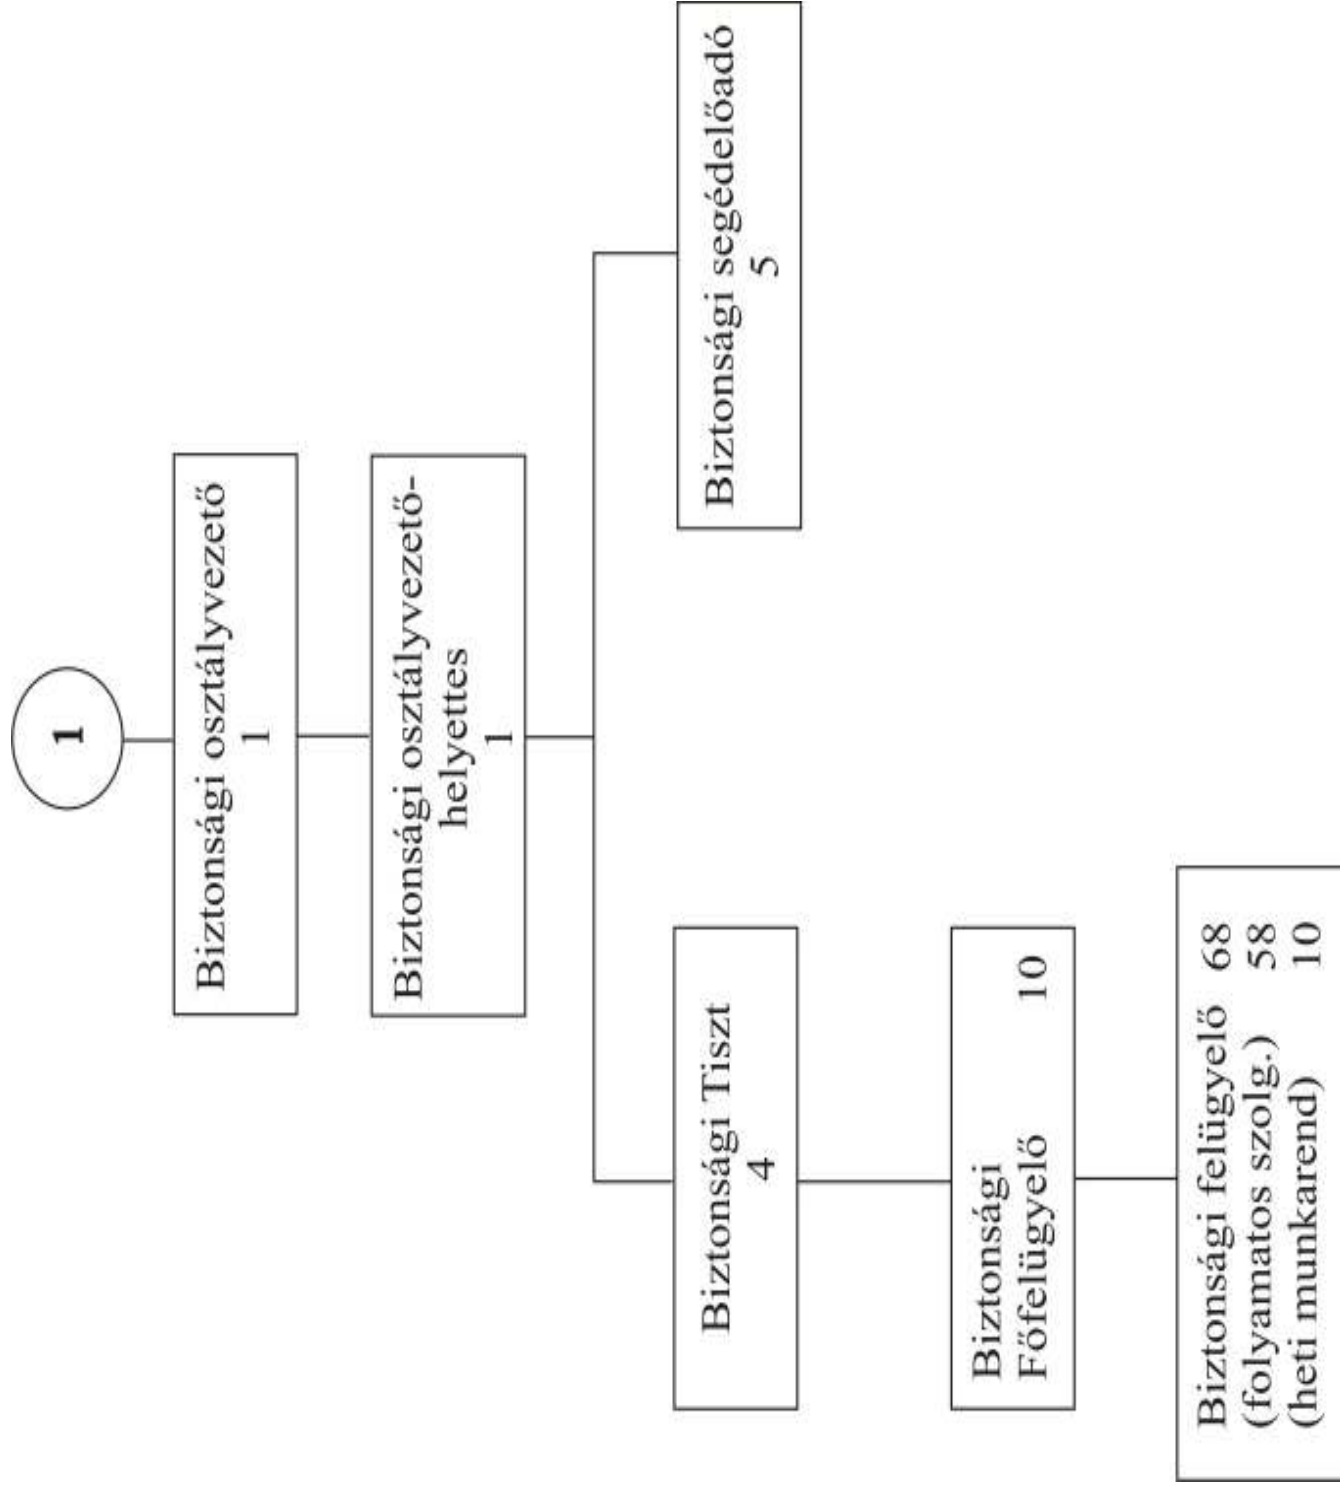 1
Biztonsági osztályvezető
1
Biztonsági osztályvezető-
helyettes
1
Biztonsági Tiszt
4
Biztonsági segédelőadó
5
Biztonsági
Főfelügyelő 10
Biztonsági felügyelő 68
(folyamatos szolg.) 58
(heti munkarend) 10